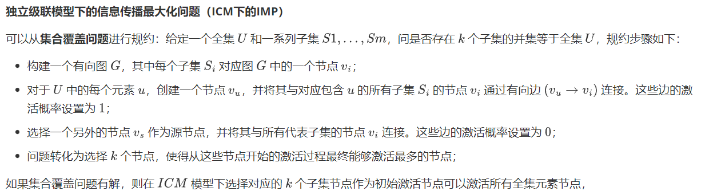 独立级联模型下的信息传播最大化问题（ICM下的IMP）
可以从集合覆盖问题进行规约：给定一个全集 U 和一系列子集 S1, . . . , Sm，问是否存在 k 个子集的并集等于全集 U，规约步骤如下：
• 构建一个有向图 G，其中每个子集 Si 对应图 G 中的一个节点 vi；
• 对于 U 中的每个元素 u，创建一个节点 vu，并将其与对应包含 u 的所有子集 Si 的节点 vi 通过有向边 (vu → vi) 连接。这些边的激
活概率设置为 1；
• 选择一个另外的节点 vs 作为源节点，并将其与所有代表子集的节点 vi 连接。这些边的激活概率设置为 0；
• 问题转化为选择 k 个节点，使得从这些节点开始的激活过程最终能够激活最多的节点；
如果集合覆盖问题有解，则在 ICM 模型下选择对应的 k 个子集节点作为初始激活节点可以激活所有全集元素节点，